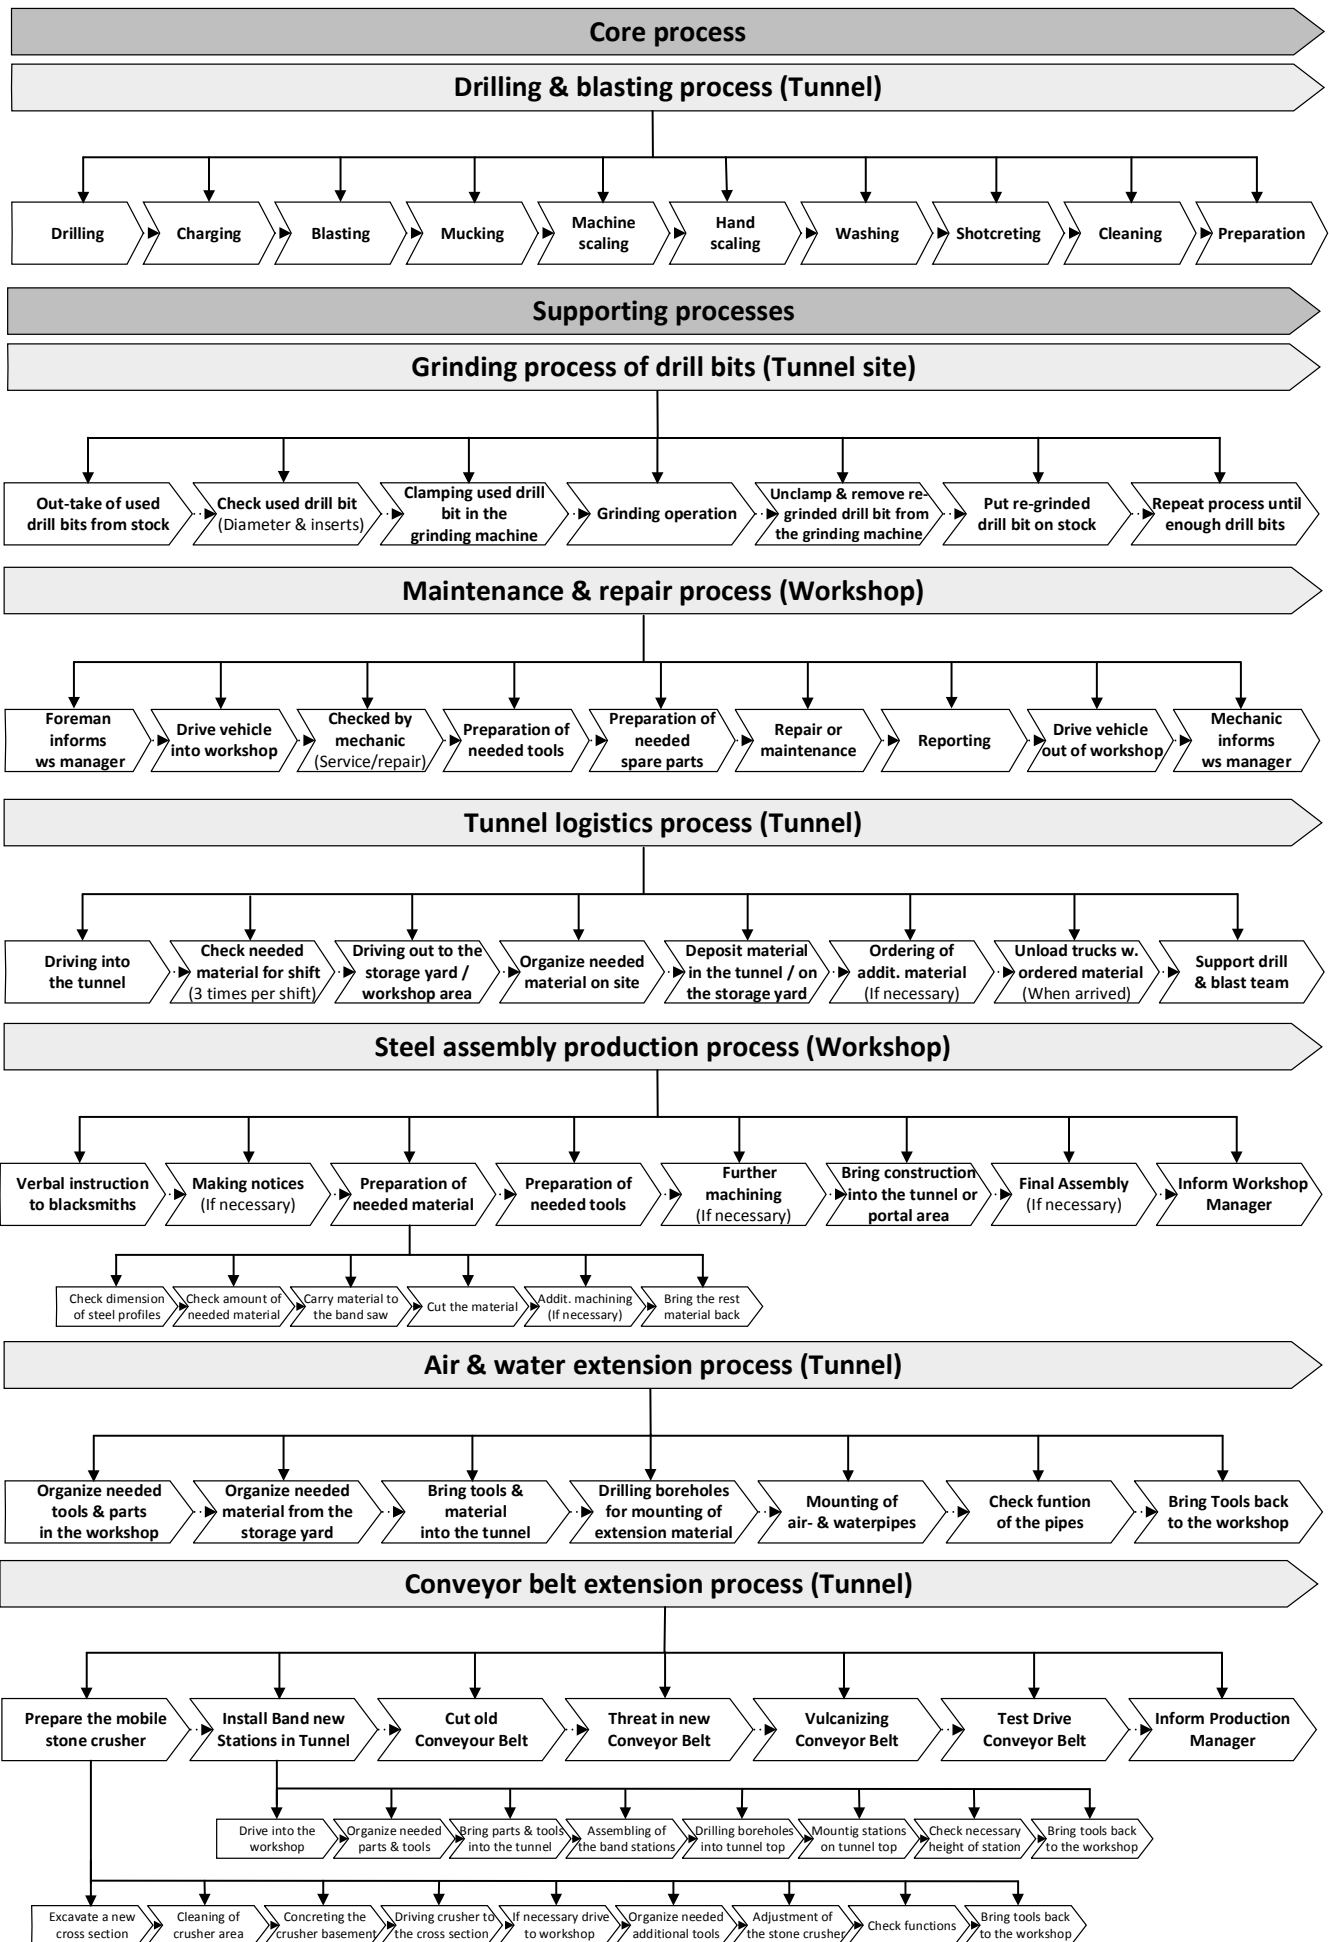 Core process
Drilling & blasting process (Tunnel)
Drilling
Charging
Blasting
Mucking
Machine
scaling
Hand
scaling
Washing
Shotcreting
Cleaning
Preparation
Supporting processes
Grinding process of drill bits (Tunnel site)
Out-take of used
drill bits from stock
Check used drill bit
(Diameter & inserts)
Clamping used drill
bit in the
grinding machine
Grinding operation
Unclamp & remove re-
grinded drill bit from
the grinding machine
Put re-grinded
drill bit on stock
Repeat process until
enough drill bits
Maintenance & repair process (Workshop)
Foreman
informs
ws manager
Drive vehicle
into workshop
Checked by
mechanic
(Service/repair)
Preparation of
needed tools
Preparation of
needed
spare parts
Repair or
maintenance
Reporting
Drive vehicle
out of workshop
Mechanic
informs
ws manager
Tunnel logistics process (Tunnel)
Driving into
the tunnel
Check needed
material for shift
(3 times per shift)
Driving out to the
storage yard /
workshop area
Organize needed
material on site
Deposit material
in the tunnel / on
the storage yard
Ordering of
addit. material
(If necessary)
Unload trucks w.
ordered material
(When arrived)
Support drill
& blast team
Steel assembly production process (Workshop)
Verbal instruction
to blacksmiths
Making notices
(If necessary)
Preparation of
needed material
Preparation of
needed tools
Further
machining
(If necessary)
Bring construction
into the tunnel or
portal area
Final Assembly
(If necessary)
Inform Workshop
Manager
Check dimension
of steel profiles
Check amount of
needed material
Carry material to
the band saw
Cut the material
Addit. machining
(If necessary)
Bring the rest
material back
Air & water extension process (Tunnel)
Organize needed
tools & parts
in the workshop
Organize needed
material from the
storage yard
Bring tools &
material
into the tunnel
Drilling boreholes
for mounting of
extension material
Mounting of
air- & waterpipes
Check funtion
of the pipes
Bring Tools back
to the workshop
Conveyor belt extension process (Tunnel)
Prepare the mobile
stone crusher
Install Band new
Stations in Tunnel
Cut old
Conveyour Belt
Threat in new
Conveyor Belt
Vulcanizing
Conveyor Belt
Test Drive
Conveyor Belt
Inform Production
Manager
Drive into the
workshop
Organize needed
parts & tools
Bring parts & tools
into the tunnel
Assembling of
the band stations
Drilling boreholes
into tunnel top
Mountig stations
on tunnel top
Check necessary
height of station
Bring tools back
to the workshop
Excavate a new
cross section
Cleaning of
crusher area
Concreting the
crusher basement
Driving crusher to
the cross section
If necessary drive
to workshop
Organize needed
additional tools
Adjustment of
the stone crusher
Check functions
Bring tools back
to the workshop